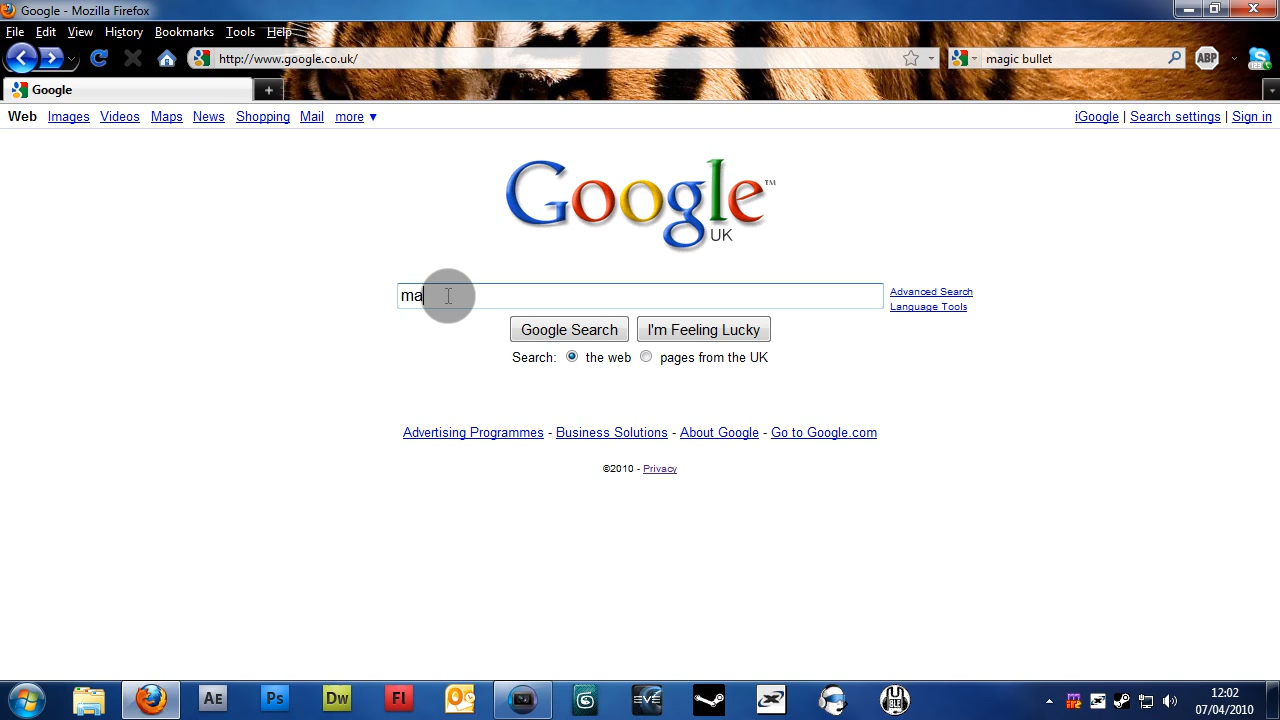 Google - Mozilla Firefox
File Edit View History Bookmarks Tools Help
http://www.google.co.uk/
magic bullet
ABP
Google
Web Images Videos Maps News Shopping Mail more ▼
iGoogle | Search settings | Sign in
Google™
UK
ma
Advanced Search
Language Tools
Google Search I'm Feeling Lucky
Search: the web pages from the UK
Advertising Programmes - Business Solutions - About Google - Go to Google.com
©2010 - Privacy
AE Ps Dw Fl EVE
12:02
07/04/2010